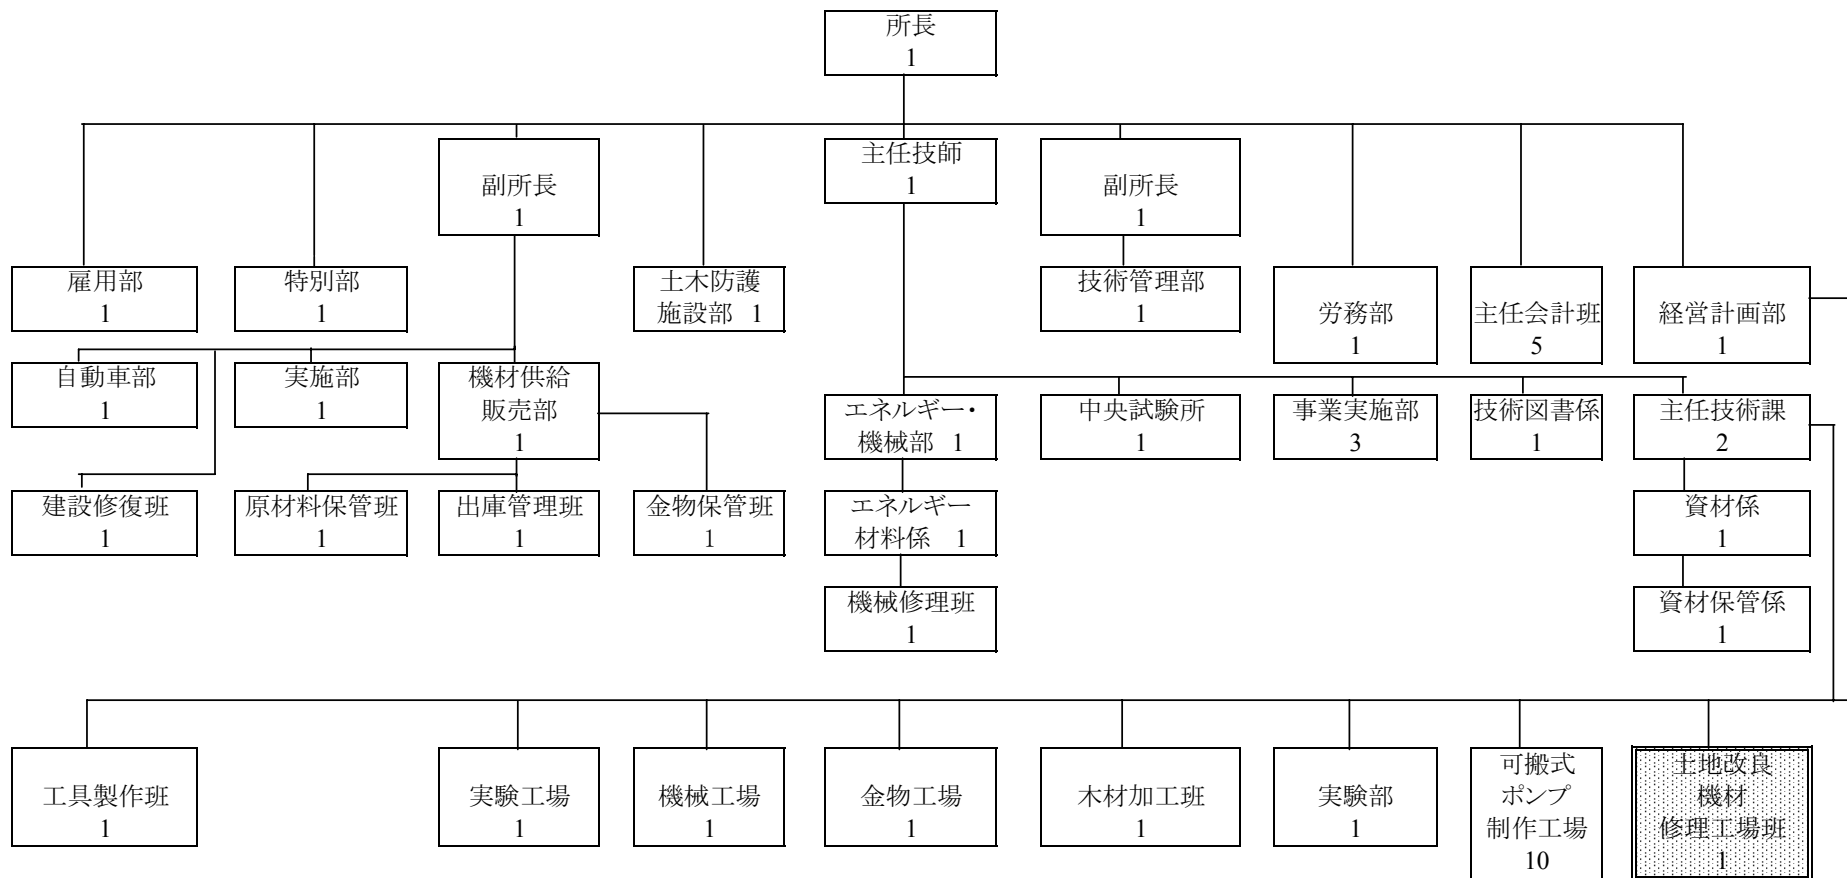 所長
1
副所長
1
主任技師
1
副所長
1
雇用部
1
特別部
1
土木防護
施設部 1
技術管理部
1
労務部
1
主任会計班
5
経営計画部
1
自動車部
1
実施部
1
機材供給
販売部
1
エネルギー・
機械部 1
中央試験所
1
事業実施部
3
技術図書係
1
主任技術課
2
建設修復班
1
原材料保管班
1
出庫管理班
1
金物保管班
1
エネルギー
材料係 1
資材係
1
機械修理班
1
資材保管係
1
工具製作班
1
実験工場
1
機械工場
1
金物工場
1
木材加工班
1
実験部
1
可搬式
ポンプ
制作工場
10
土地改良
機材
修理工場班
1